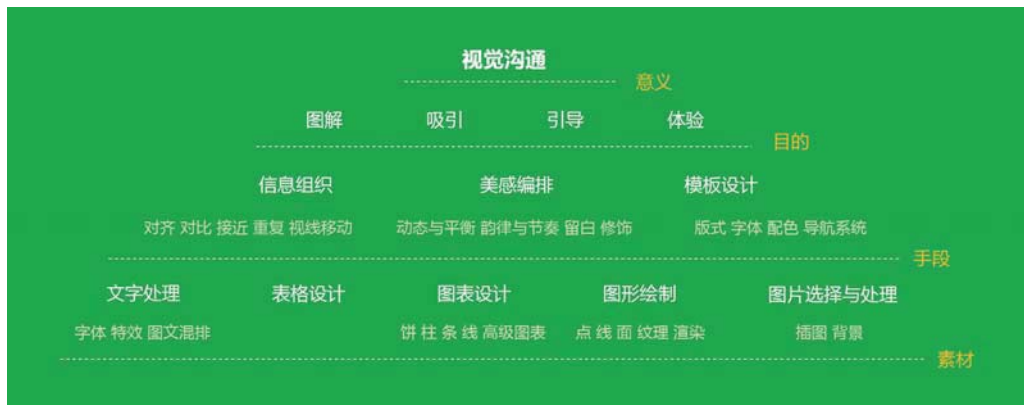 视觉沟通
意义
图解 吸引 引导 体验
目的
信息组织 美感编排 模板设计
对齐 对比 接近 重复 视线移动 动态与平衡 韵律与节奏 留白 修饰 版式 字体 配色 导航系统
手段
文字处理 表格设计 图表设计 图形绘制 图片选择与处理
字体 特效 图文混排 饼 柱 条 线 高级图表 点 线 面 纹理 渲染 插图 背景
素材